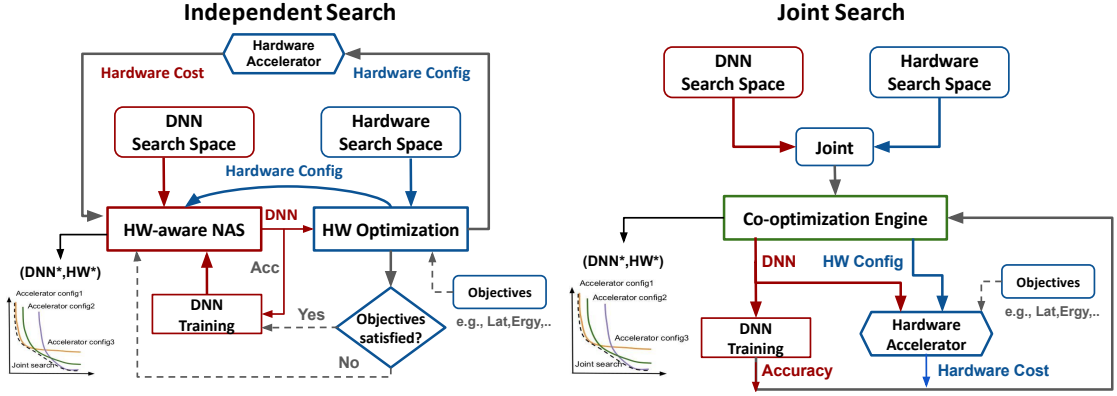 Independent Search
Hardware
Accelerator
Hardware Cost
Hardware Config
DNN
Search Space
Hardware
Search Space
Hardware Config
HW-aware NAS
DNN
HW Optimization
Acc
(DNN*,HW*)
Accelerator config1
Accelerator config2
Accelerator config3
Joint search
DNN
Training
Yes
Objectives
satisfied?
No
Objectives
e.g., Lat,Ergy,..
Joint Search
DNN
Search Space
Hardware
Search Space
Joint
Co-optimization Engine
(DNN*,HW*)
Accelerator config1
Accelerator config2
Accelerator config3
Joint search
DNN
HW Config
Objectives
e.g., Lat,Ergy,..
DNN
Training
Hardware
Accelerator
Accuracy
Hardware Cost